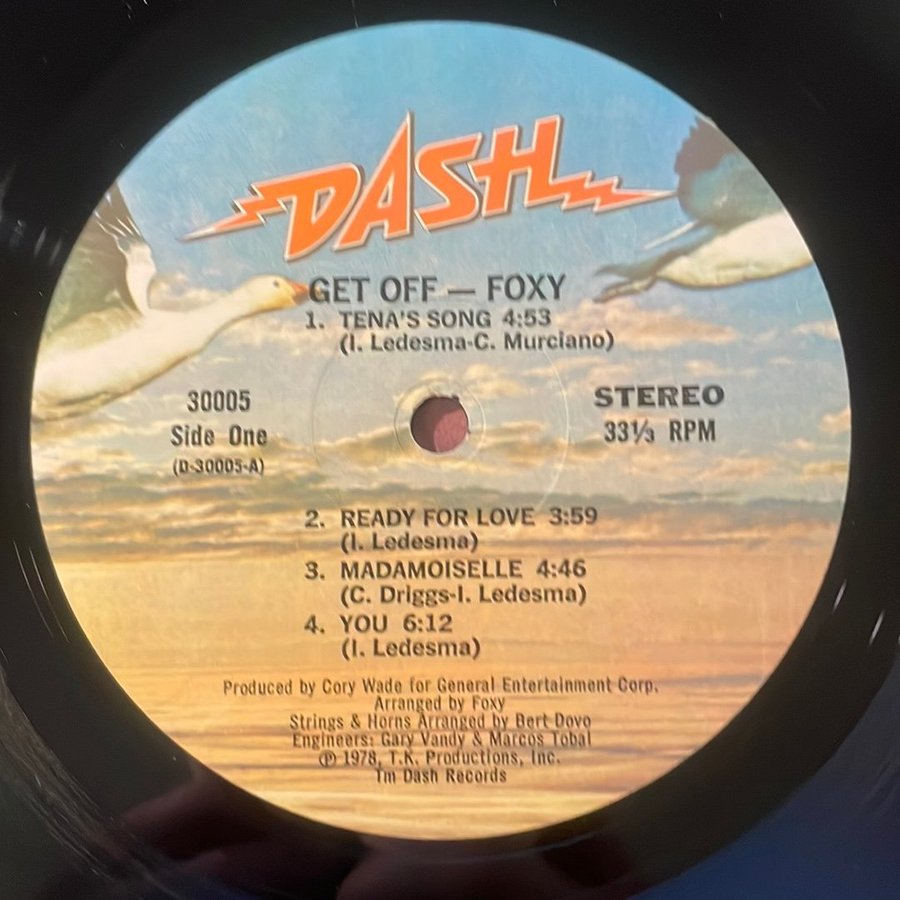 DASH
GET OFF — FOXY
1. TENA'S SONG 4:53
(I. Ledesma-C. Murciano)
30005
Side One
(D-30005-A)
STEREO
33⅓ RPM
2. READY FOR LOVE 3:59
(I. Ledesma)
3. MADAMOISELLE 4:46
(C. Driggs-I. Ledesma)
4. YOU 6:12
(I. Ledesma)
Produced by Cory Wade for General Entertainment Corp.
Arranged by Foxy
Strings & Horns Arranged by Bert Dovo
Engineers: Gary Vandy & Marcos Tobal
℗ 1978, T.K. Productions, Inc.
Tm Dash Records